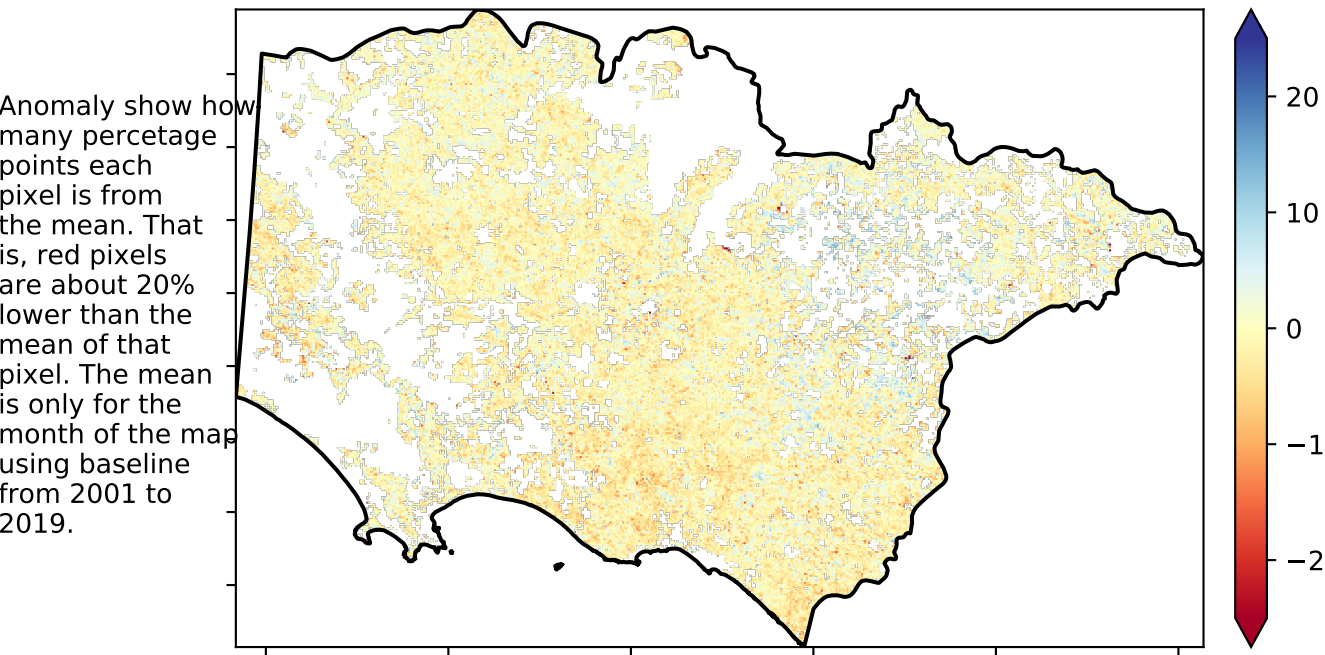 Anomaly show how
many percetage
points each
pixel is from
the mean. That
is, red pixels
are about 20%
lower than the
mean of that
pixel. The mean
is only for the
month of the map
using baseline
from 2001 to
2019.
20
10
0
−1
−2